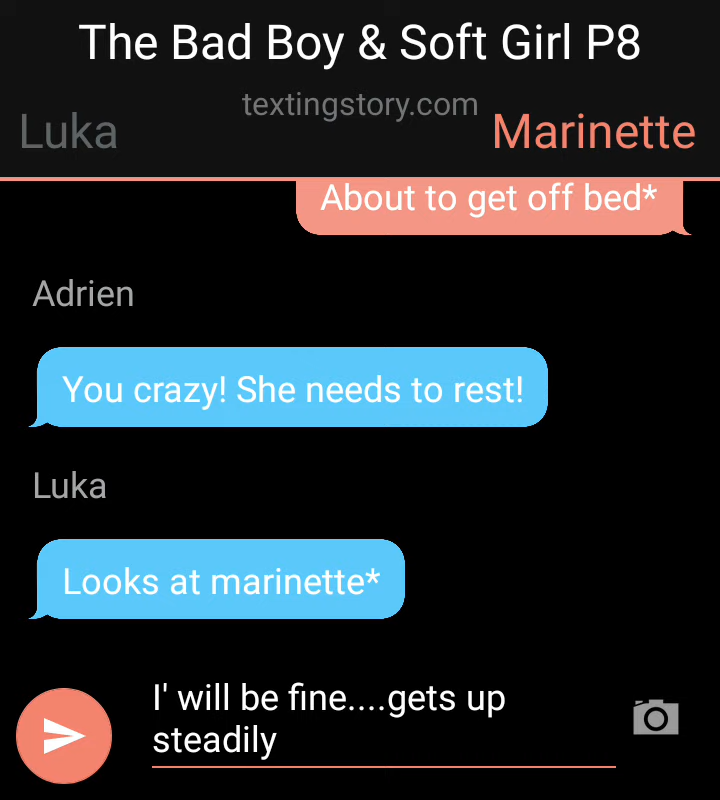 The Bad Boy & Soft Girl P8
textingstory.com
Luka
Marinette
About to get off bed*
Adrien
You crazy! She needs to rest!
Luka
Looks at marinette*
I' will be fine....gets up
steadily